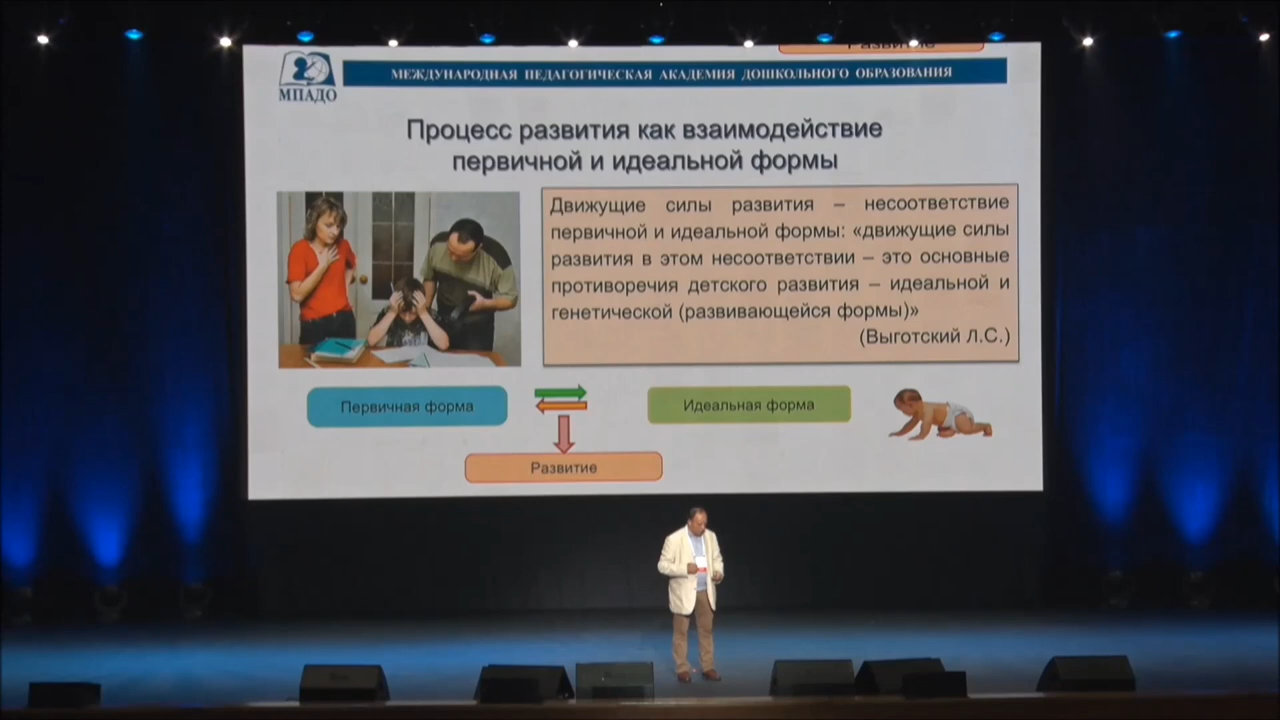 Развитие
МЕЖДУНАРОДНАЯ ПЕДАГОГИЧЕСКАЯ АКАДЕМИЯ ДОШКОЛЬНОГО ОБРАЗОВАНИЯ
МПАДО
Процесс развития как взаимодействие
первичной и идеальной формы
Движущие силы развития – несоответствие
первичной и идеальной формы: «движущие силы
развития в этом несоответствии – это основные
противоречия детского развития – идеальной и
генетической (развивающейся формы)»
(Выготский Л.С.)
Первичная форма
Идеальная форма
Развитие